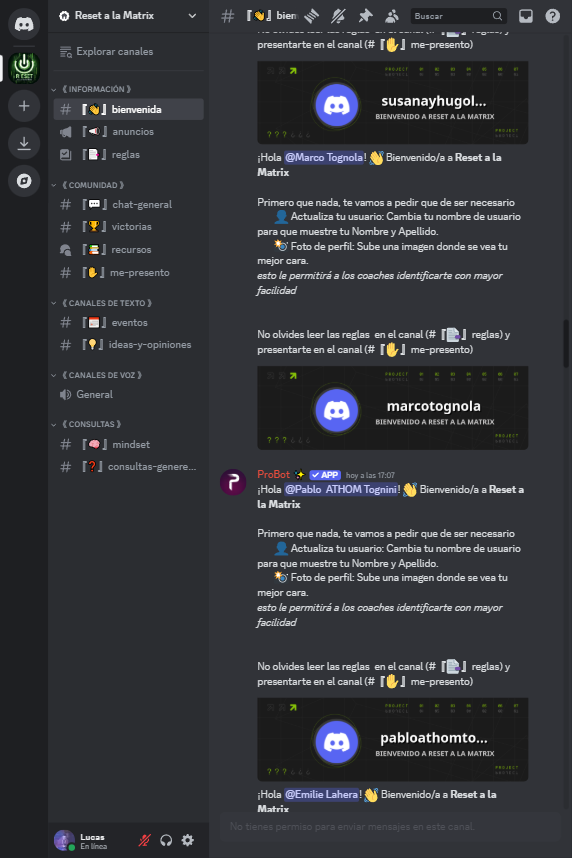 Reset a la Matrix
Explorar canales
《 INFORMACIÓN 》
# 『👋』 bienvenida
『📢』 anuncios
『📑』 reglas
《 COMUNIDAD 》
# 『💬』 chat-general
# 『🏆』 victorias
『📚』 recursos
# 『✋』 me-presento
《 CANALES DE TEXTO 》
# 『📅』 eventos
# 『💡』 ideas-y-opiniones
《 CANALES DE VOZ 》
General
《 CONSULTAS 》
# 『🧠』 mindset
# 『❓』 consultas-genere...
Lucas
En línea
# 『👋』 bien
Buscar
No olvides leer las reglas en el canal (# 『📑』 reglas) y
presentarte en el canal (# 『✋』 me-presento)
PROJECT
susanayhugol...
BIENVENIDO A RESET A LA MATRIX
???
PROJECT
¡Hola @Marco Tognola! 👋 Bienvenido/a a Reset a la
Matrix
Primero que nada, te vamos a pedir que de ser necesario
👤 Actualiza tu usuario: Cambia tu nombre de usuario
para que muestre tu Nombre y Apellido.
📸 Foto de perfil: Sube una imagen donde se vea tu
mejor cara.
esto le permitirá a los coaches identificarte con mayor
facilidad
No olvides leer las reglas en el canal (# 『📑』 reglas) y
presentarte en el canal (# 『✋』 me-presento)
PROJECT
marcotognola
BIENVENIDO A RESET A LA MATRIX
???
PROJECT
ProBot ✨ ✓ APP hoy a las 17:07
¡Hola @Pablo ATHOM Tognini! 👋 Bienvenido/a a Reset a
la Matrix
Primero que nada, te vamos a pedir que de ser necesario
👤 Actualiza tu usuario: Cambia tu nombre de usuario
para que muestre tu Nombre y Apellido.
📸 Foto de perfil: Sube una imagen donde se vea tu
mejor cara.
esto le permitirá a los coaches identificarte con mayor
facilidad
No olvides leer las reglas en el canal (# 『📑』 reglas) y
presentarte en el canal (# 『✋』 me-presento)
PROJECT
pabloathomto...
BIENVENIDO A RESET A LA MATRIX
???
PROJECT
¡Hola @Emilie Lahera! 👋 Bienvenido/a a Reset a la
Matrix
No tienes permiso para enviar mensajes en este canal.